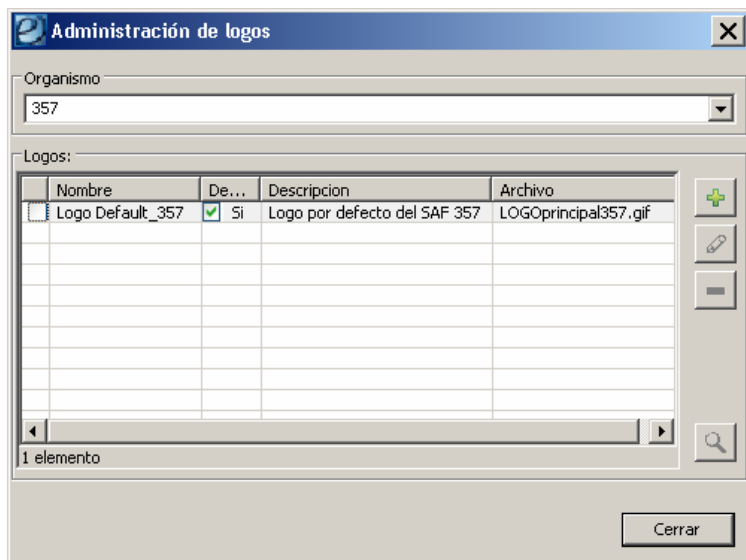 Administración de logos
Organismo
357
Logos:
Nombre De... Descripcion Archivo
Logo Default_357 Si Logo por defecto del SAF 357 LOGOprincipal357.gif
1 elemento
Cerrar